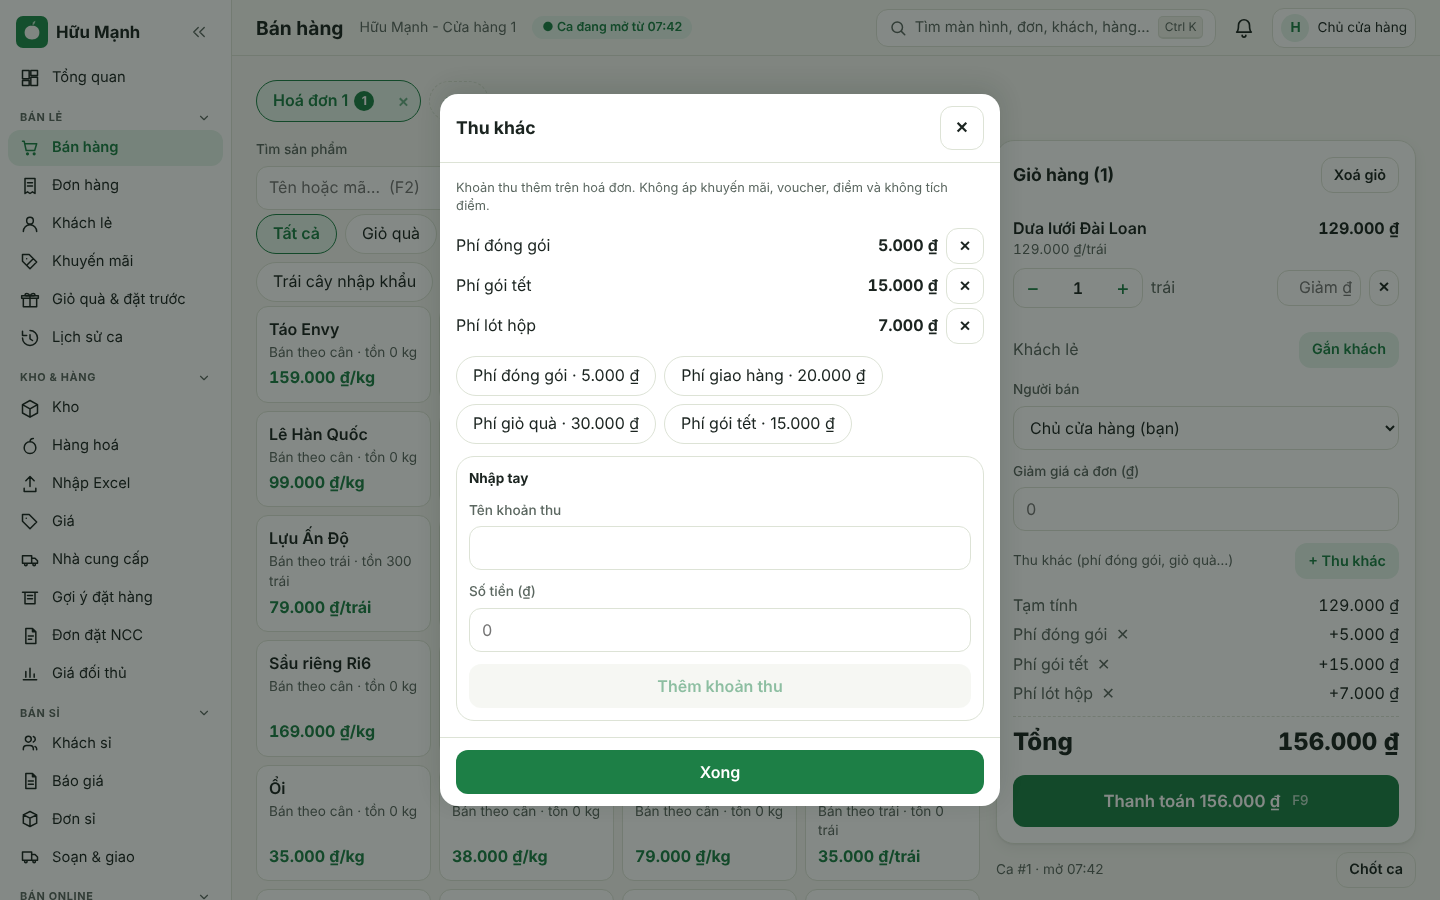 Hữu Mạnh
Tổng quan
BÁN LẺ
Bán hàng
Đơn hàng
Khách lẻ
Khuyến mãi
Giỏ quà & đặt trước
Lịch sử ca
KHO & HÀNG
Kho
Hàng hoá
Nhập Excel
Giá
Nhà cung cấp
Gợi ý đặt hàng
Đơn đặt NCC
Giá đối thủ
BÁN SỈ
Khách sỉ
Báo giá
Đơn sỉ
Soạn & giao
BÁN ONLINE
Bán hàng
Hữu Mạnh - Cửa hàng 1
Ca đang mở từ 07:42
Tìm màn hình, đơn, khách, hàng...
Ctrl K
H
Chủ cửa hàng
Hoá đơn 1 1 ×
Tìm sản phẩm
Tên hoặc mã... (F2)
Tất cả
Giỏ quà
Trái cây nhập khẩu
Táo Envy
Bán theo cân · tồn 0 kg
159.000 ₫/kg
Lê Hàn Quốc
Bán theo cân · tồn 0 kg
99.000 ₫/kg
Lựu Ấn Độ
Bán theo trái · tồn 300
trái
79.000 ₫/trái
Sầu riêng Ri6
Bán theo cân · tồn 0 kg
169.000 ₫/kg
Ổi
Bán theo cân · tồn 0 kg
35.000 ₫/kg
Bán theo cân · tồn 0 kg
38.000 ₫/kg
Bán theo cân · tồn 0 kg
79.000 ₫/kg
Bán theo trái · tồn 0
trái
35.000 ₫/trái
Thu khác
×
Khoản thu thêm trên hoá đơn. Không áp khuyến mãi, voucher, điểm và không tích
điểm.
Phí đóng gói 5.000 ₫ ×
Phí gói tết 15.000 ₫ ×
Phí lót hộp 7.000 ₫ ×
Phí đóng gói · 5.000 ₫
Phí giao hàng · 20.000 ₫
Phí giỏ quà · 30.000 ₫
Phí gói tết · 15.000 ₫
Nhập tay
Tên khoản thu
Số tiền (₫)
0
Thêm khoản thu
Xong
Giỏ hàng (1)
Xoá giỏ
Dưa lưới Đài Loan 129.000 ₫
129.000 ₫/trái
− 1 + trái
Giảm ₫ ×
Khách lẻ
Gắn khách
Người bán
Chủ cửa hàng (bạn)
Giảm giá cả đơn (₫)
0
Thu khác (phí đóng gói, giỏ quà...)
+ Thu khác
Tạm tính 129.000 ₫
Phí đóng gói × +5.000 ₫
Phí gói tết × +15.000 ₫
Phí lót hộp × +7.000 ₫
Tổng 156.000 ₫
Thanh toán 156.000 ₫ F9
Ca #1 · mở 07:42
Chốt ca